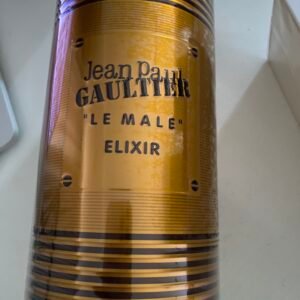 Jean Paul
GAULTIER
"LE MALE"
ELIXIR